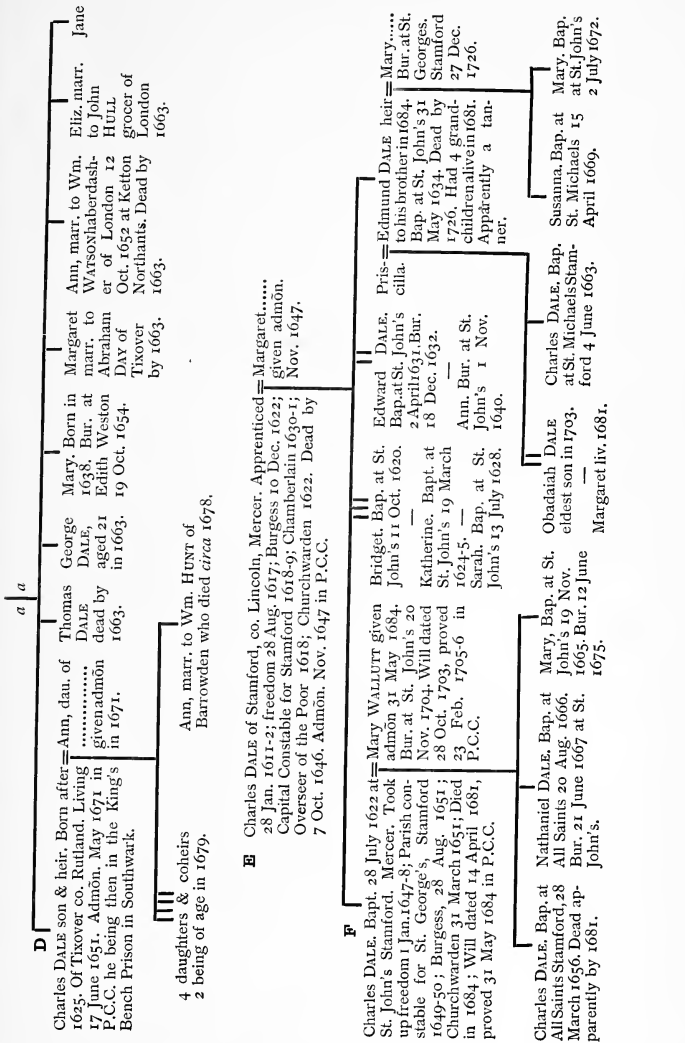 a | a
D
Charles DALE son & heir. Born after
1625. Of Tixover co. Rutland. Living
17 June 1651. Admōn. May 1671 in
P.C.C. he being then in the King's
Bench Prison in Southwark.
=Ann, dau. of
..............
given admōn
in 1671.
Thomas
DALE
dead by
1663.
George
DALE,
aged 21
in 1663.
Mary. Born in
1638. Bur. at
Edith Weston
19 Oct. 1654.
Margaret
marr. to
Abraham
DAY of
Tixover
by 1663.
Ann, marr. to Wm.
WATSON haberdash-
er of London 12
Oct. 1652 at Ketton
Northants. Dead by
1663.
Eliz. marr.
to John
HULL
grocer of
London
1663.
Jane
4 daughters & coheirs
2 being of age in 1679.
Ann, marr. to Wm. HUNT of
Barrowden who died circa 1678.
E
Charles DALE of Stamford, co. Lincoln, Mercer. Apprenticed
28 Jan. 1611-2; freedom 28 Aug. 1617; Burgess 10 Dec. 1622;
Capital Constable for Stamford 1618-9; Chamberlain 1630-1;
Overseer of the Poor 1618; Churchwarden 1622. Dead by
7 Oct. 1646. Admōn. Nov. 1647 in P.C.C.
=Margaret......
given admōn.
Nov. 1647.
F
Charles DALE. Bapt. 28 July 1622 at
St. John's Stamford. Mercer. Took
up freedom 1 Jan. 1647-8; Parish con-
stable for St. George's, Stamford
1649-50; Burgess, 28 Aug. 1651;
Churchwarden 31 March 1651; Died
in 1684; Will dated 14 April 1681,
proved 31 May 1684 in P.C.C.
=Mary WALLUTT given
admōn 31 May 1684.
Bur. at St. John's 20
Nov. 1704. Will dated
28 Oct. 1703, proved
23 Feb. 1705-6 in
P.C.C.
Bridget. Bap. at St.
John's 11 Oct. 1620.
—
Katherine. Bapt. at
St. John's 19 March
1624-5. —
Sarah. Bap. at St.
John's 13 July 1628.
Edward DALE.
Bap. at St. John's
2 April 1631. Bur.
18 Dec. 1632.
—
Ann. Bur. at St.
John's 1 Nov.
1640.
Pris-
cilla.
=Edmund DALE heir
to his brother in 1684.
Bap. at St. John's 31
May 1634. Dead by
1726. Had 4 grand-
children alive in 1681.
Apparently a tan-
ner.
=Mary......
Bur. at St.
Georges.
Stamford
27 Dec.
1726.
Charles DALE, Bap. at
All Saints Stamford, 28
March 1656. Dead ap-
parently by 1681.
Nathaniel DALE. Bap. at
All Saints 20 Aug. 1666.
Bur. 21 June 1667 at St.
John's.
Mary, Bap. at St.
John's 19 Nov.
1665. Bur. 12 June
1675.
Obadaiah DALE
eldest son in 1703.
—
Margaret liv. 1681.
Charles DALE, Bap.
at St. Michaels Stam-
ford 4 June 1663.
Susanna. Bap. at
St. Michaels 15
April 1669.
Mary. Bap.
at St. John's
2 July 1672.